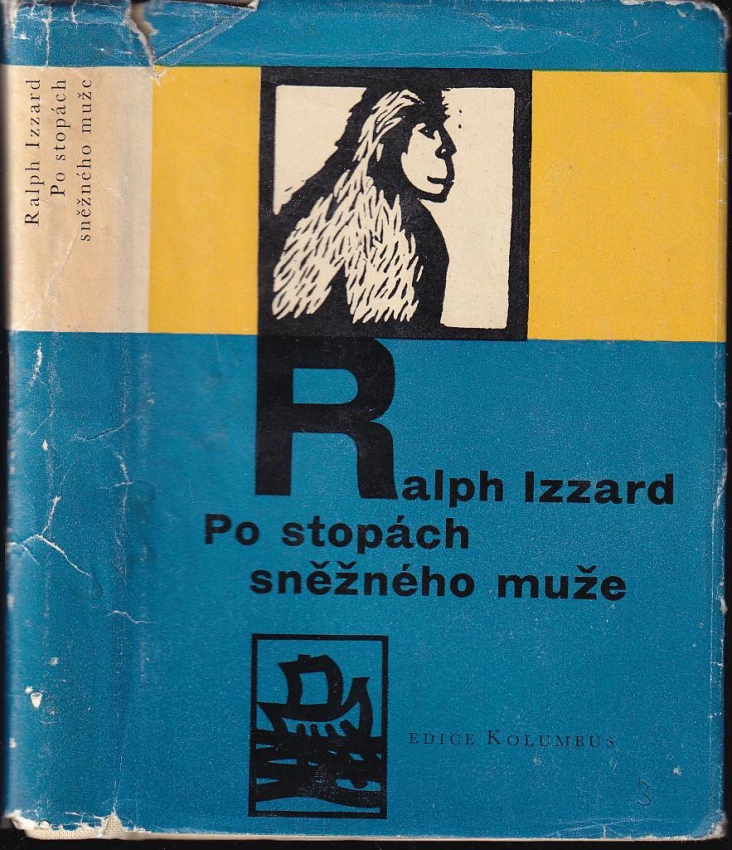 Ralph Izzard
Po stopách
sněžného muže
Ralph Izzard
Po stopách
sněžného muže
EDICE KOLUMBUS